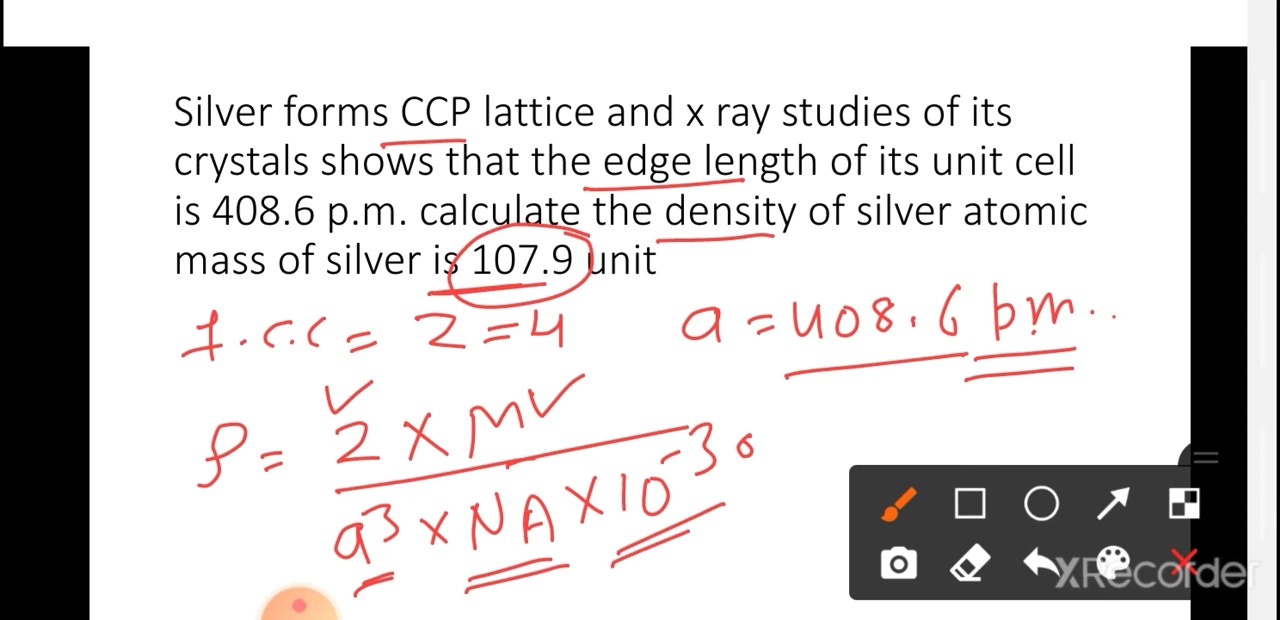 Silver forms CCP lattice and x ray studies of its
crystals shows that the edge length of its unit cell
is 408.6 p.m. calculate the density of silver atomic
mass of silver is 107.9 unit
f.c.c = Z = 4 a = 408.6 pm..
ρ = Z × M
a³ × NA × 10⁻³⁰
XRecorder